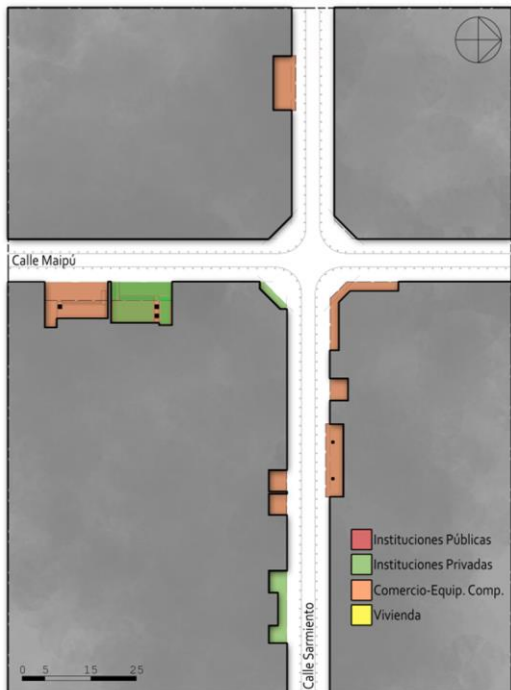 Calle Maipú
Calle Sarmiento
Instituciones Públicas
Instituciones Privadas
Comercio-Equip. Comp.
Vivienda
0 5 15 25